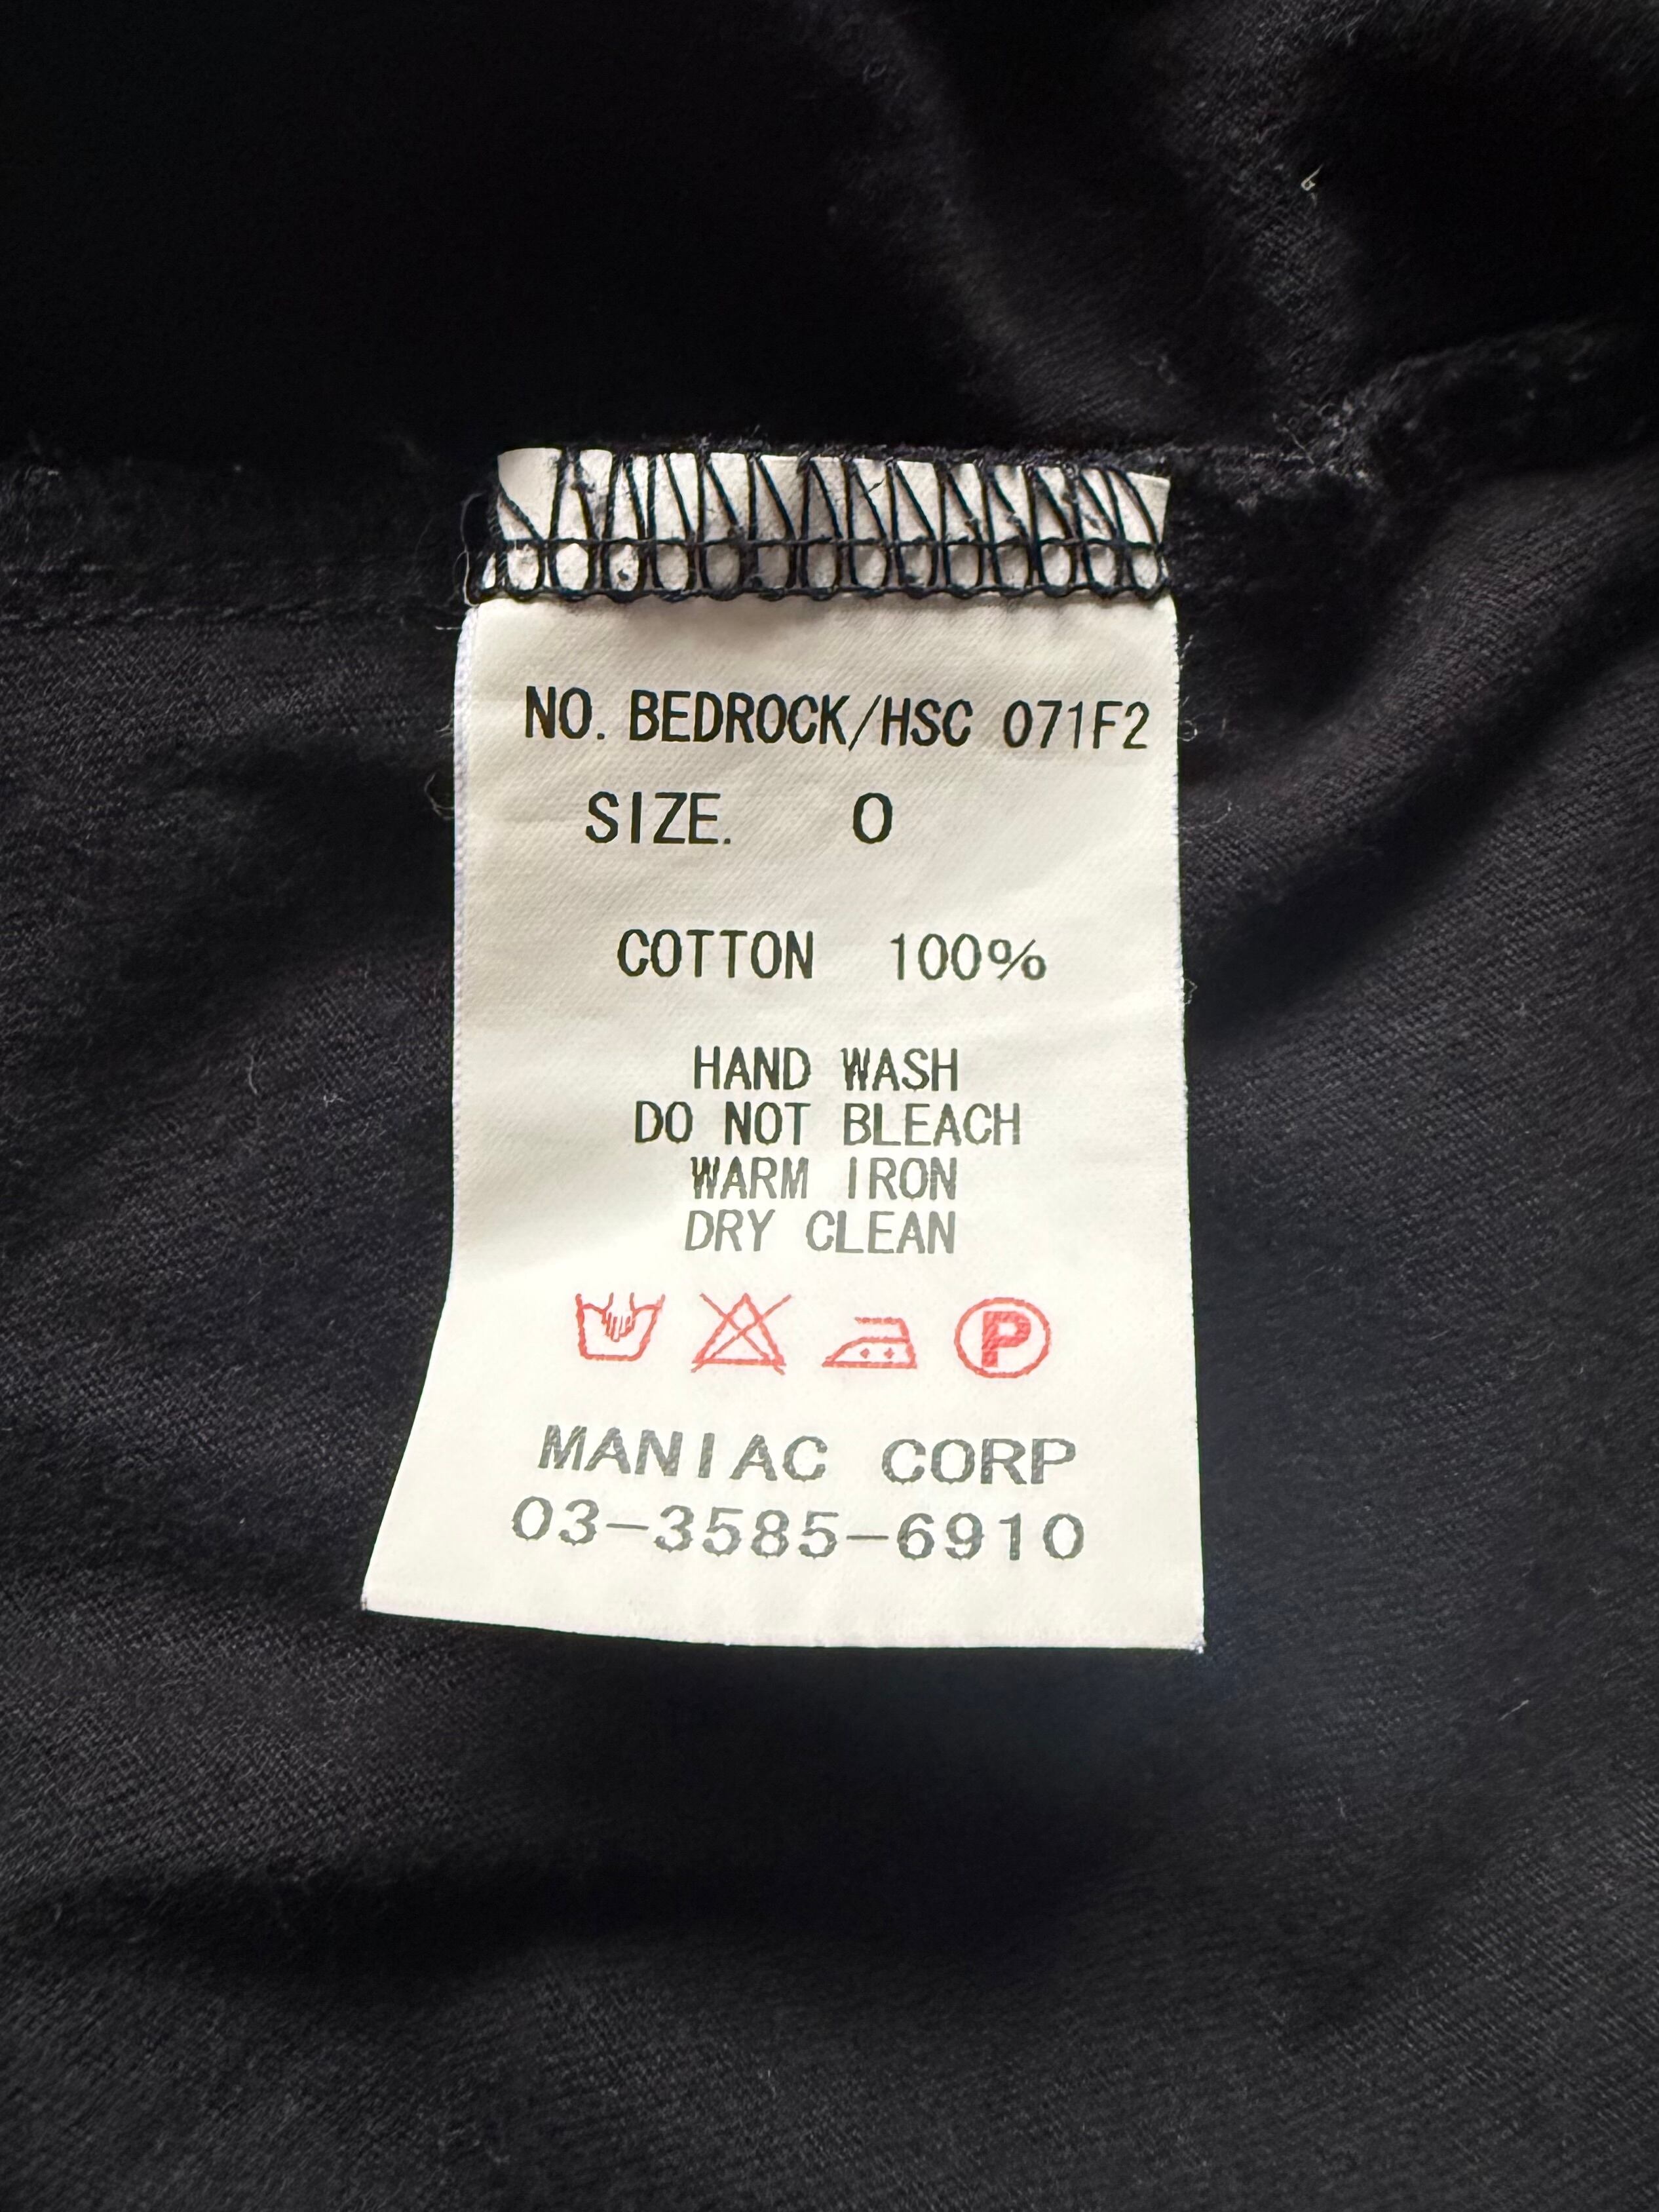 NO. BEDROCK/HSC 071F2
SIZE. 0
COTTON 100%
HAND WASH
DO NOT BLEACH
WARM IRON
DRY CLEAN
P
MANIAC CORP
03-3585-6910